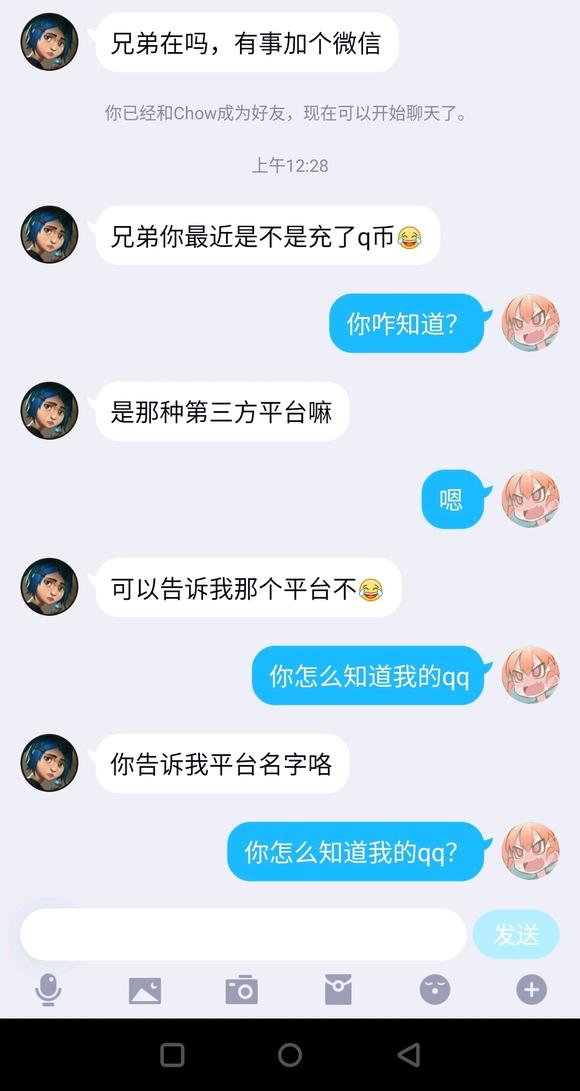 兄弟在吗，有事加个微信
你已经和Chow成为好友，现在可以开始聊天了。
上午12:28
兄弟你最近是不是充了q币😂
你咋知道？
是那种第三方平台嘛
嗯
可以告诉我那个平台不😂
你怎么知道我的qq
你告诉我平台名字咯
你怎么知道我的qq？
发送